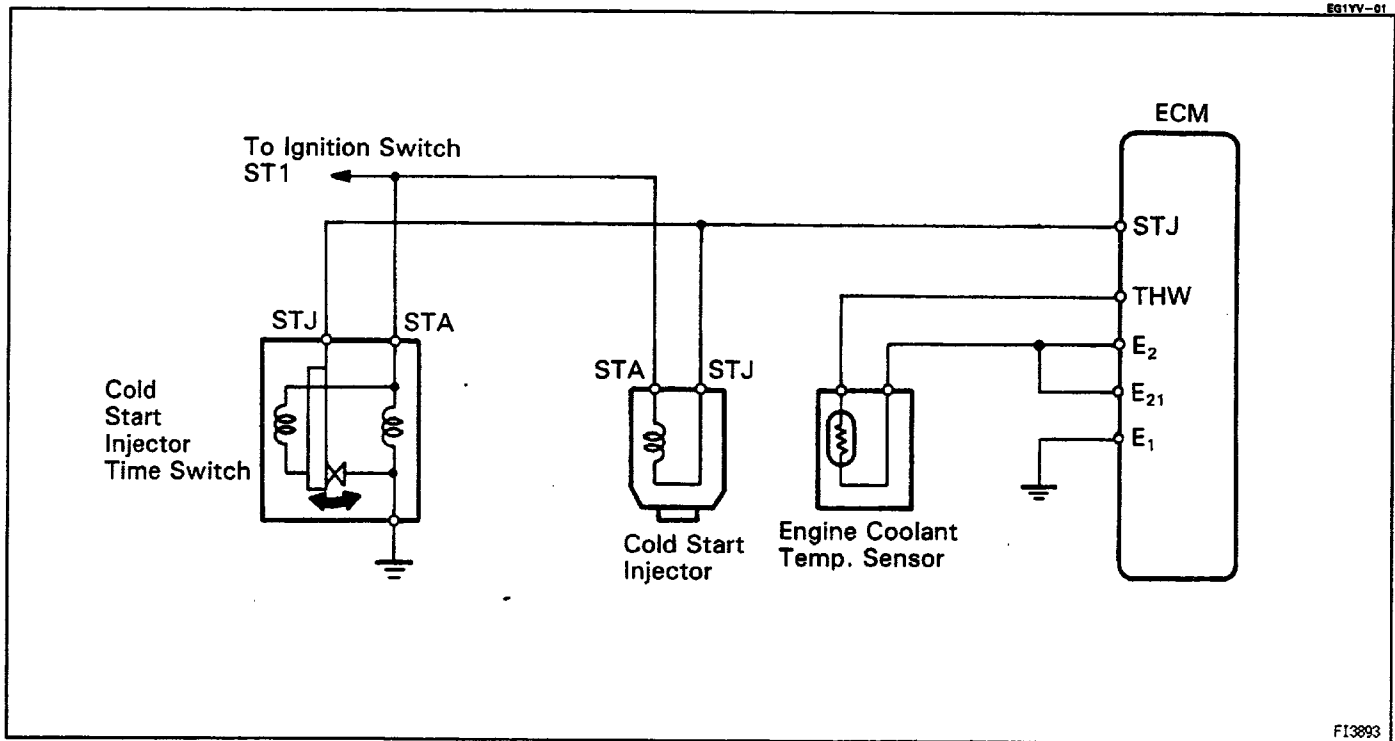 EG1YV-01
ECM
To Ignition Switch
ST1
STJ
THW
STJ
STA
E2
STA
STJ
E21
Cold
Start
Injector
Time Switch
E1
Cold Start
Injector
Engine Coolant
Temp. Sensor
FI3893